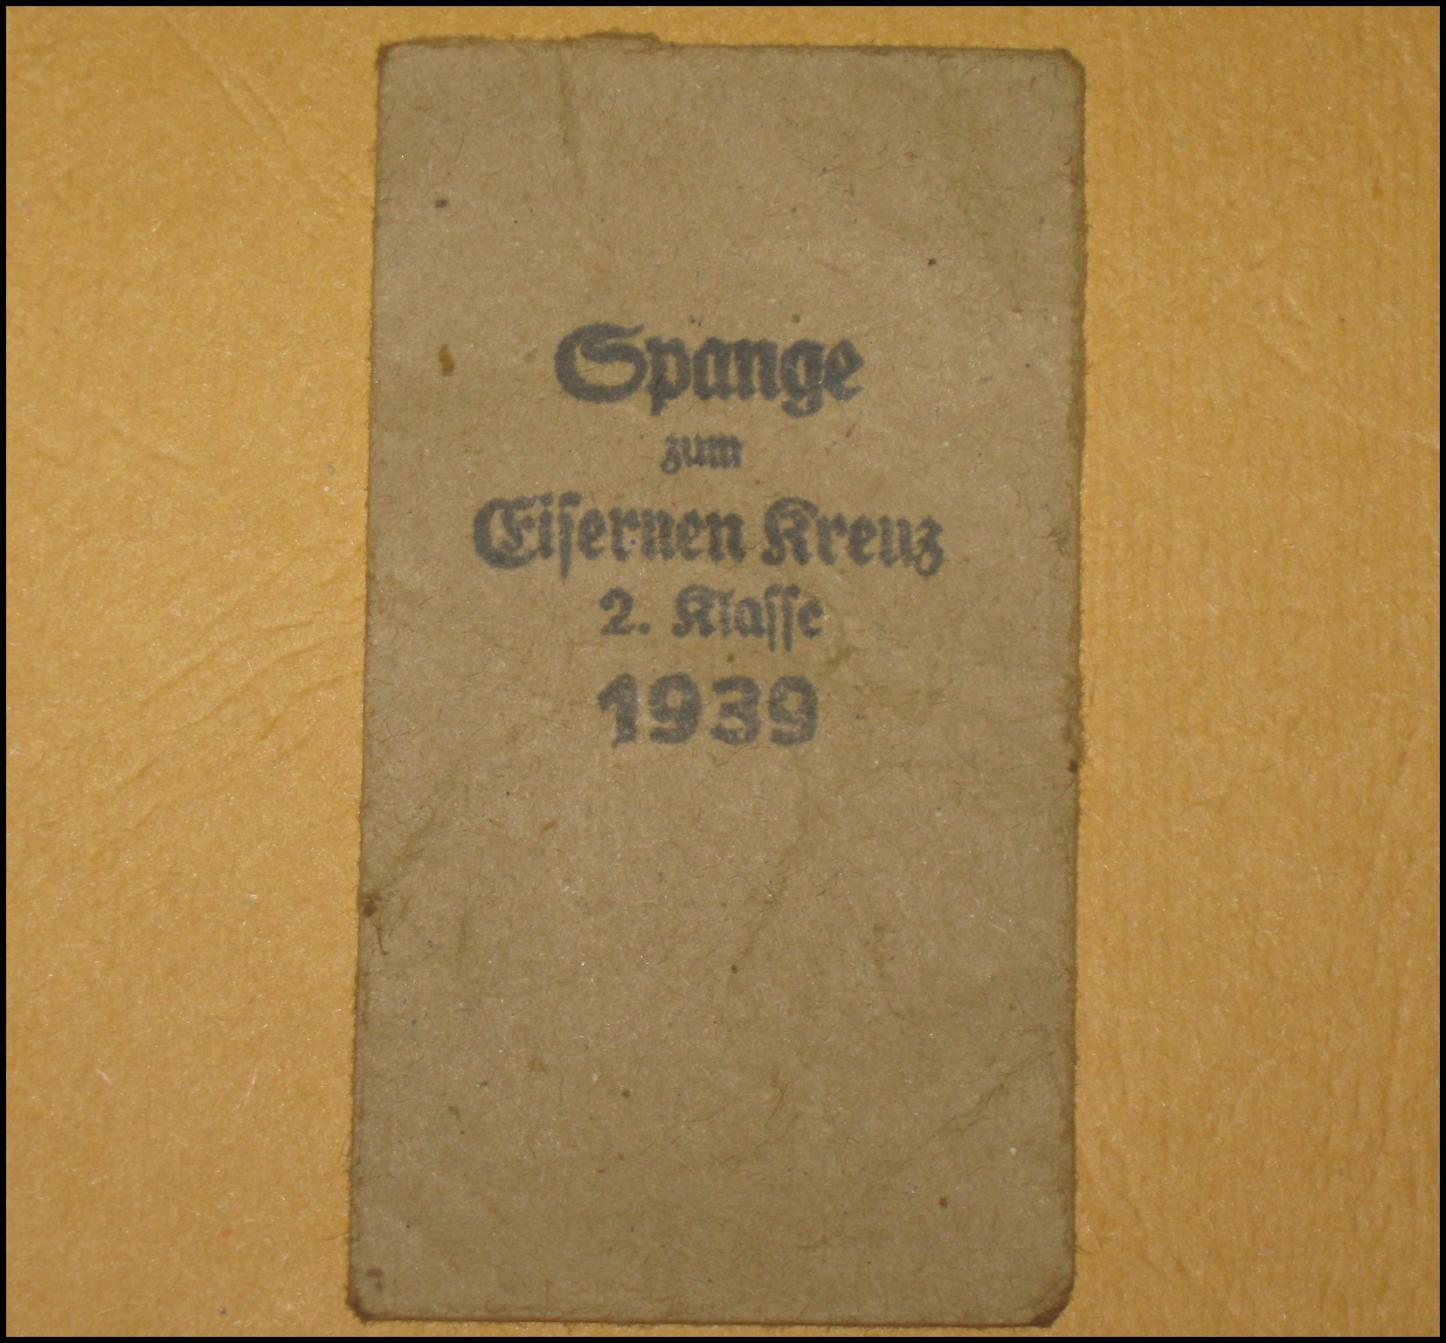 Spange
zum
Eisernen Kreuz
2. Klasse
1939